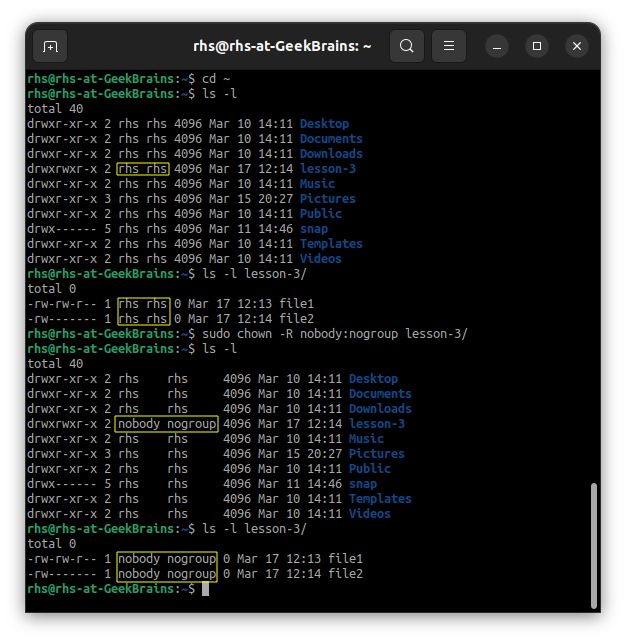 rhs@rhs-at-GeekBrains: ~
rhs@rhs-at-GeekBrains:~$ cd ~
rhs@rhs-at-GeekBrains:~$ ls -l
total 40
drwxr-xr-x 2 rhs rhs 4096 Mar 10 14:11 Desktop
drwxr-xr-x 2 rhs rhs 4096 Mar 10 14:11 Documents
drwxr-xr-x 2 rhs rhs 4096 Mar 10 14:11 Downloads
drwxrwxr-x 2 rhs rhs 4096 Mar 17 12:14 lesson-3
drwxr-xr-x 2 rhs rhs 4096 Mar 10 14:11 Music
drwxr-xr-x 3 rhs rhs 4096 Mar 15 20:27 Pictures
drwxr-xr-x 2 rhs rhs 4096 Mar 10 14:11 Public
drwx------ 5 rhs rhs 4096 Mar 11 14:46 snap
drwxr-xr-x 2 rhs rhs 4096 Mar 10 14:11 Templates
drwxr-xr-x 2 rhs rhs 4096 Mar 10 14:11 Videos
rhs@rhs-at-GeekBrains:~$ ls -l lesson-3/
total 0
-rw-rw-r-- 1 rhs rhs 0 Mar 17 12:13 file1
-rw------- 1 rhs rhs 0 Mar 17 12:14 file2
rhs@rhs-at-GeekBrains:~$ sudo chown -R nobody:nogroup lesson-3/
rhs@rhs-at-GeekBrains:~$ ls -l
total 40
drwxr-xr-x 2 rhs    rhs     4096 Mar 10 14:11 Desktop
drwxr-xr-x 2 rhs    rhs     4096 Mar 10 14:11 Documents
drwxr-xr-x 2 rhs    rhs     4096 Mar 10 14:11 Downloads
drwxrwxr-x 2 nobody nogroup 4096 Mar 17 12:14 lesson-3
drwxr-xr-x 2 rhs    rhs     4096 Mar 10 14:11 Music
drwxr-xr-x 3 rhs    rhs     4096 Mar 15 20:27 Pictures
drwxr-xr-x 2 rhs    rhs     4096 Mar 10 14:11 Public
drwx------ 5 rhs    rhs     4096 Mar 11 14:46 snap
drwxr-xr-x 2 rhs    rhs     4096 Mar 10 14:11 Templates
drwxr-xr-x 2 rhs    rhs     4096 Mar 10 14:11 Videos
rhs@rhs-at-GeekBrains:~$ ls -l lesson-3/
total 0
-rw-rw-r-- 1 nobody nogroup 0 Mar 17 12:13 file1
-rw------- 1 nobody nogroup 0 Mar 17 12:14 file2
rhs@rhs-at-GeekBrains:~$